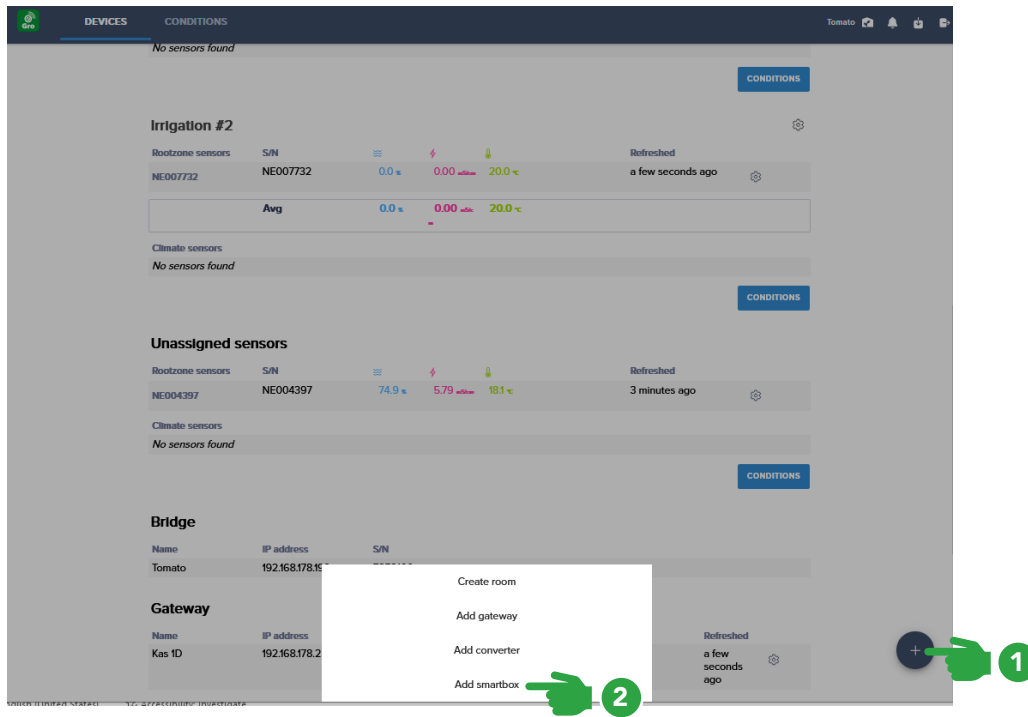 Gro DEVICES CONDITIONS Tomato
No sensors found
CONDITIONS
Irrigation #2
Rootzone sensors S/N Refreshed
NE007732 NE007732 0.0 % 0.00 20.0 °C a few seconds ago
Avg 0.0 % 0.00 20.0 °C
Climate sensors
No sensors found
CONDITIONS
Unassigned sensors
Rootzone sensors S/N Refreshed
NE004397 NE004397 74.9 % 5.79 18.1 °C 3 minutes ago
Climate sensors
No sensors found
CONDITIONS
Bridge
Name IP address S/N
Tomato
Create room
Gateway
Add gateway
Name IP address Refreshed
Kas 1D 192.168.178.2 a few
seconds
ago
Add converter
Add smartbox
+ 1
2